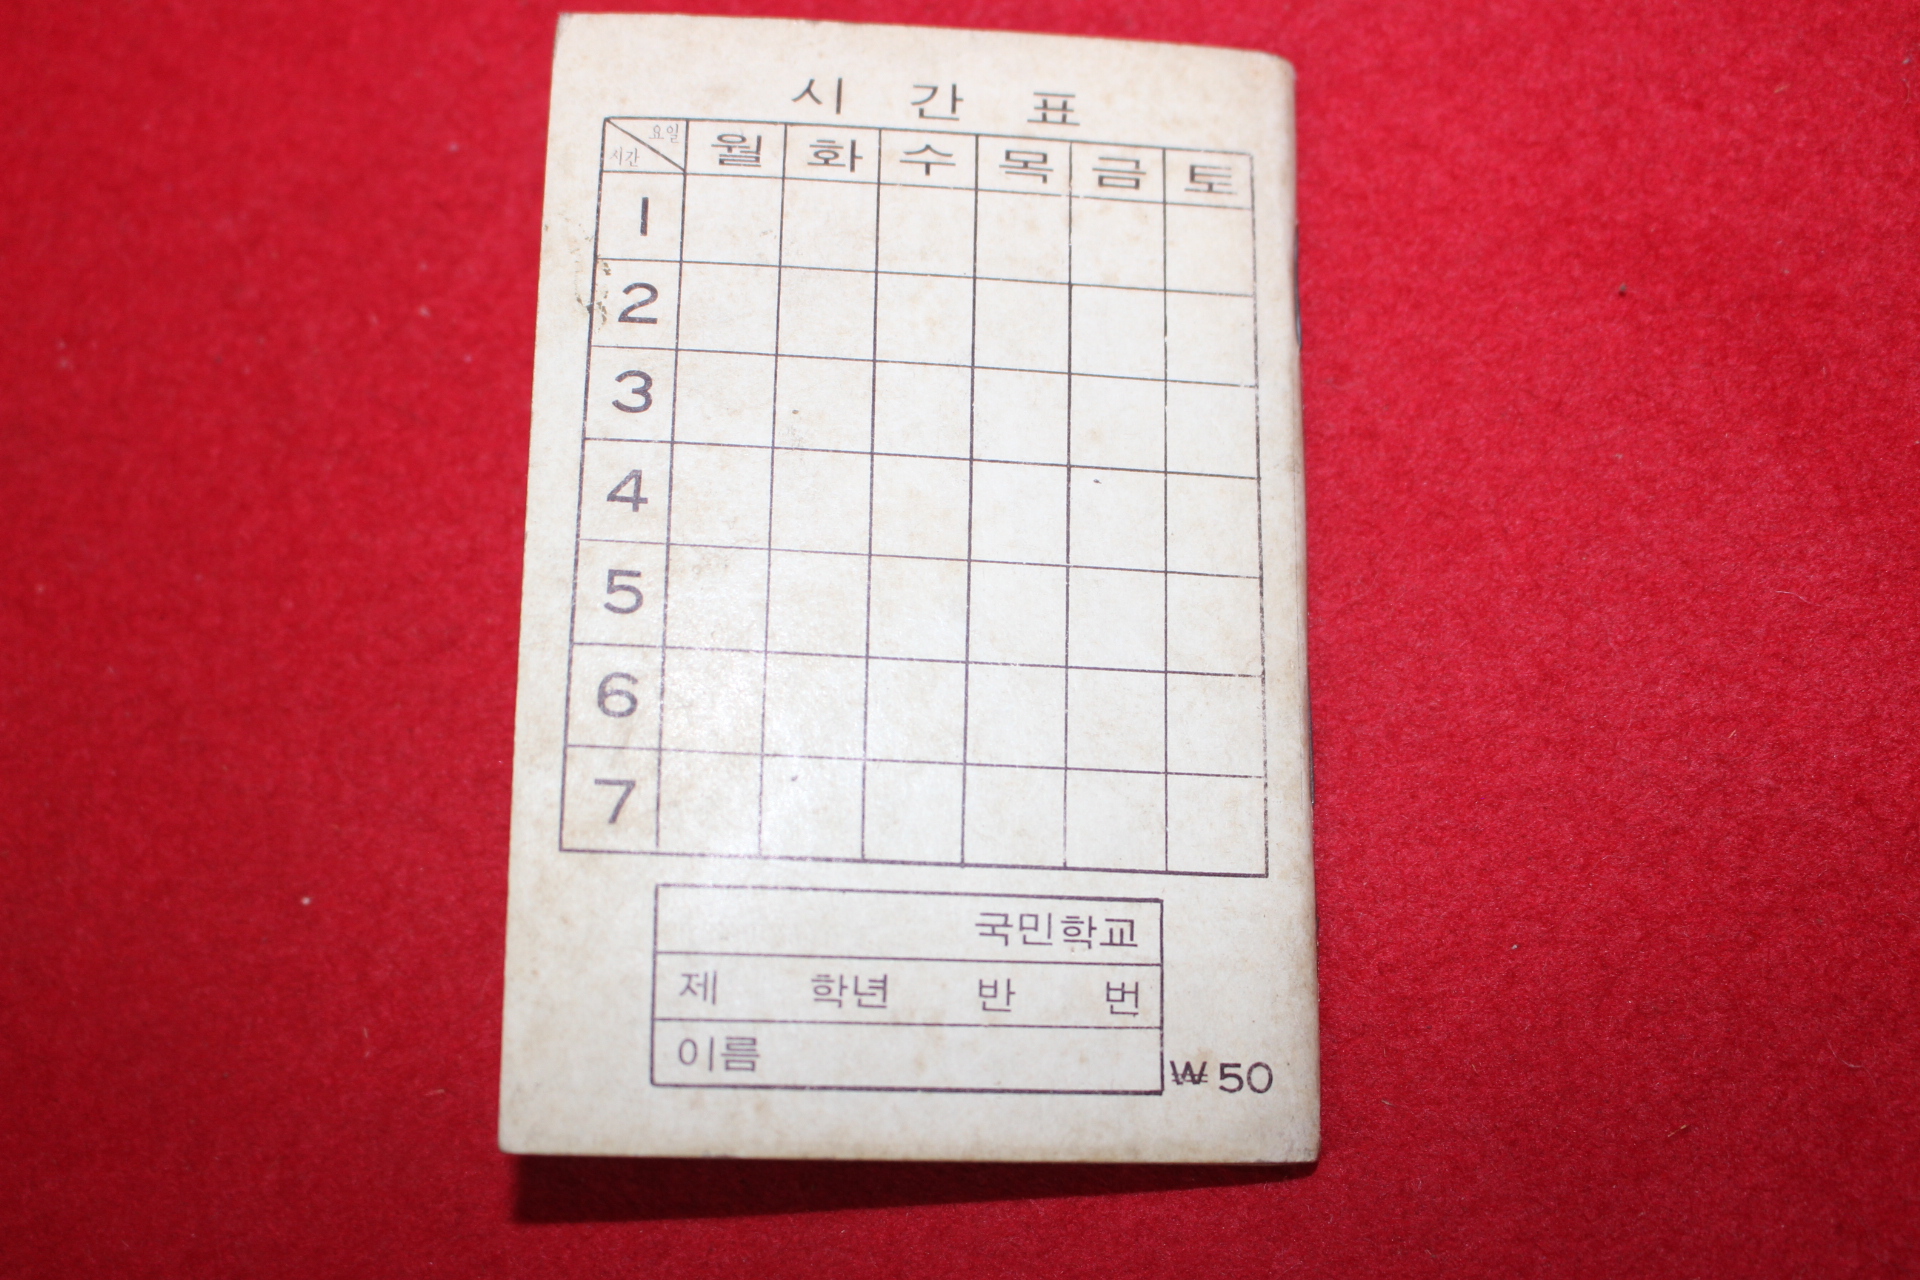 시 간 표
요일
시간 월 화 수 목 금 토
1
2
3
4
5
6
7
국민학교
제 학년 반 번
이름
₩50